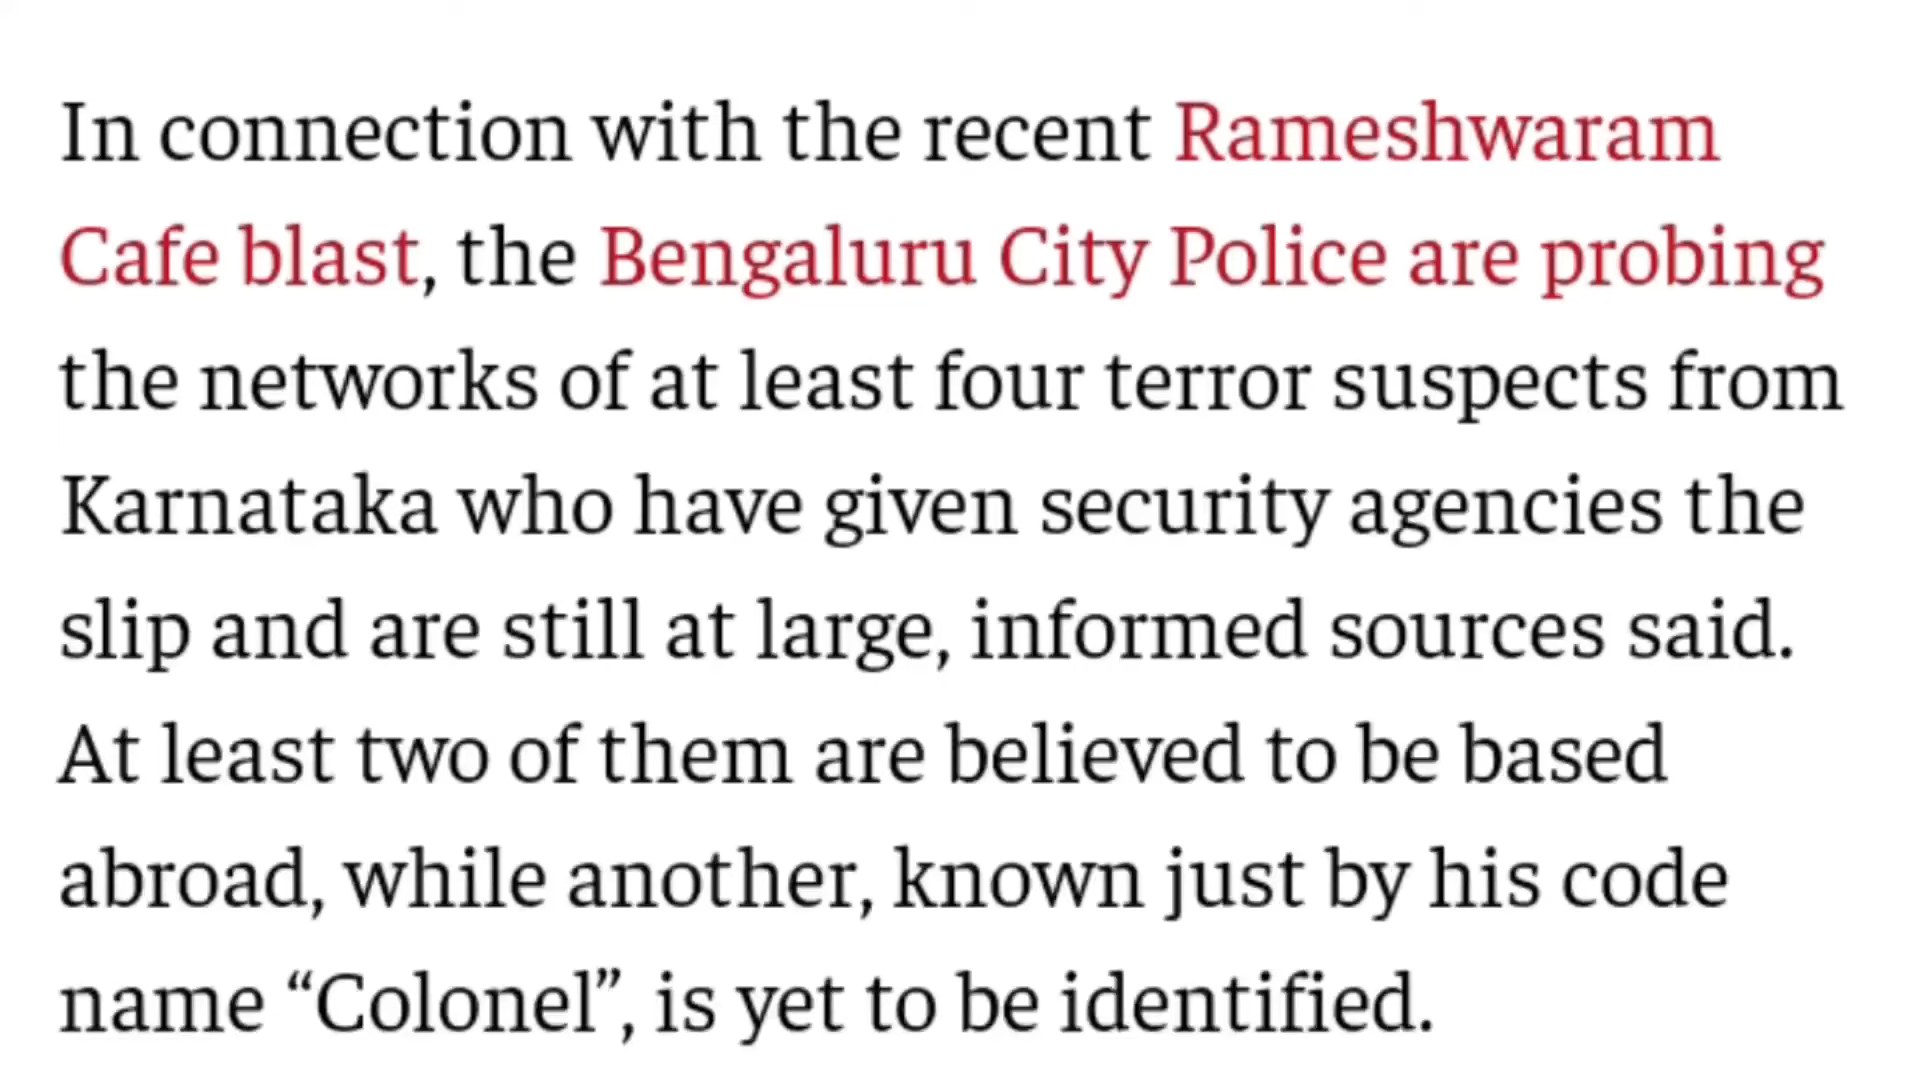 In connection with the recent Rameshwaram
Cafe blast, the Bengaluru City Police are probing
the networks of at least four terror suspects from
Karnataka who have given security agencies the
slip and are still at large, informed sources said.
At least two of them are believed to be based
abroad, while another, known just by his code
name “Colonel”, is yet to be identified.